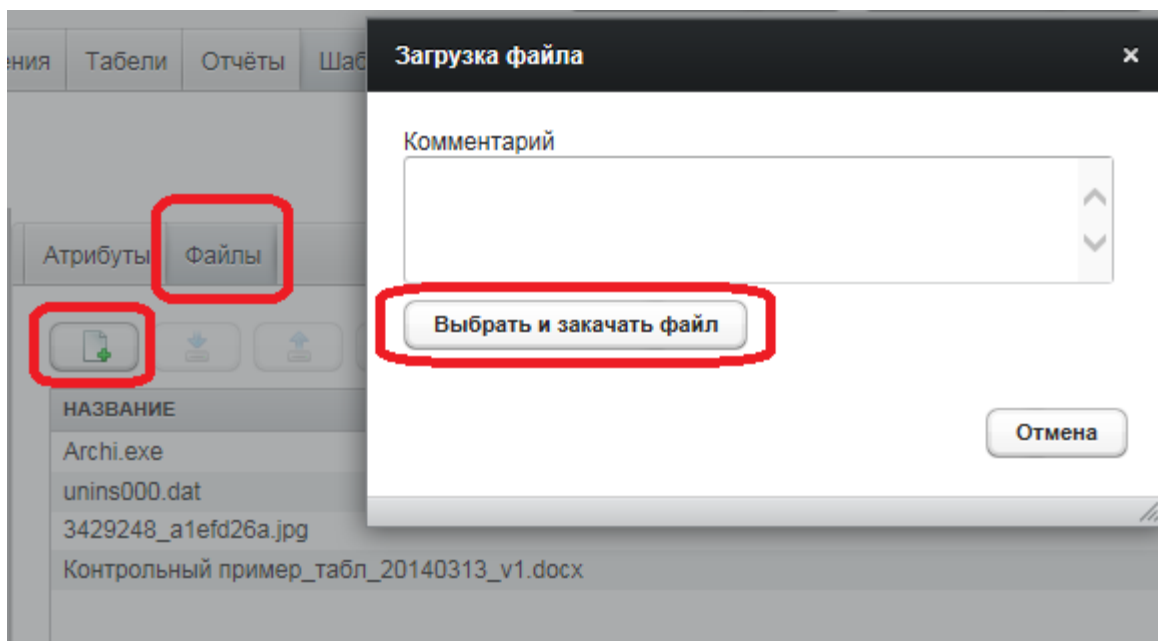 ния Табели Отчёты Шаб
Загрузка файла
Комментарий
Атрибуты Файлы
Выбрать и закачать файл
НАЗВАНИЕ
Отмена
Archi.exe
unins000.dat
3429248_a1efd26a.jpg
Контрольный пример_табл_20140313_v1.docx